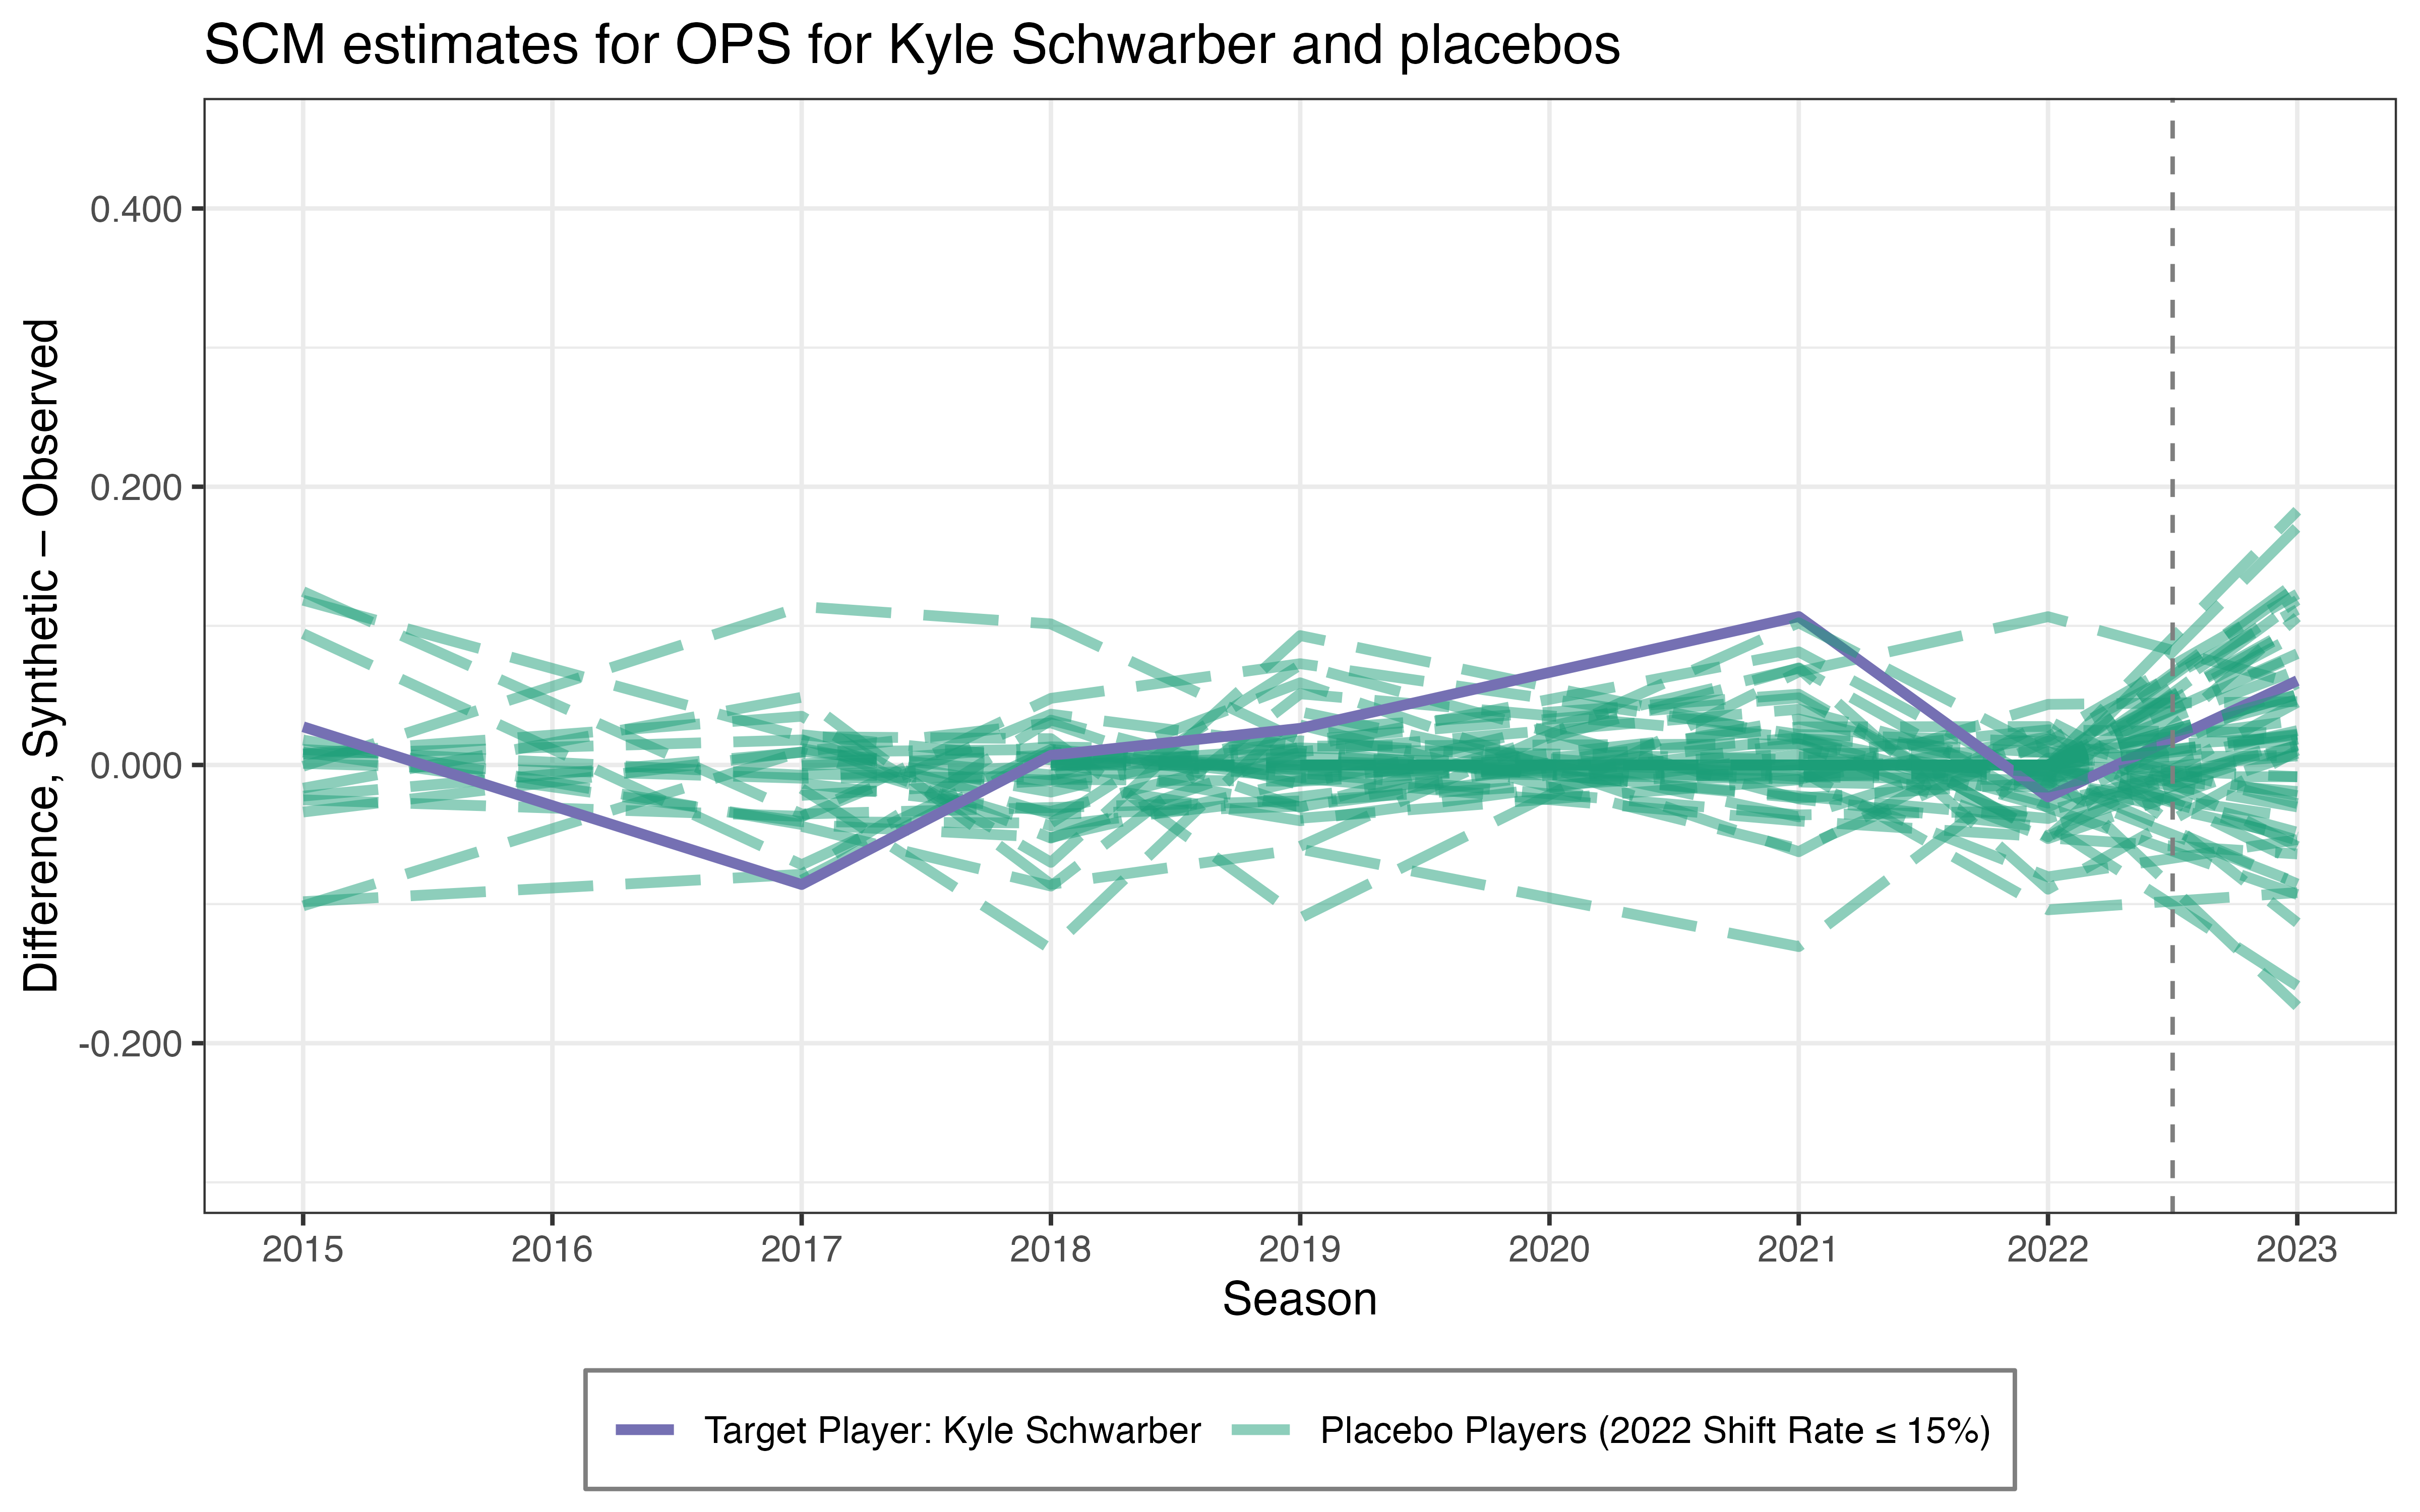 SCM estimates for OPS for Kyle Schwarber and placebos
Difference, Synthetic – Observed
0.400
0.200
0.000
-0.200
2015 2016 2017 2018 2019 2020 2021 2022 2023
Season
Target Player: Kyle Schwarber Placebo Players (2022 Shift Rate ≤ 15%)